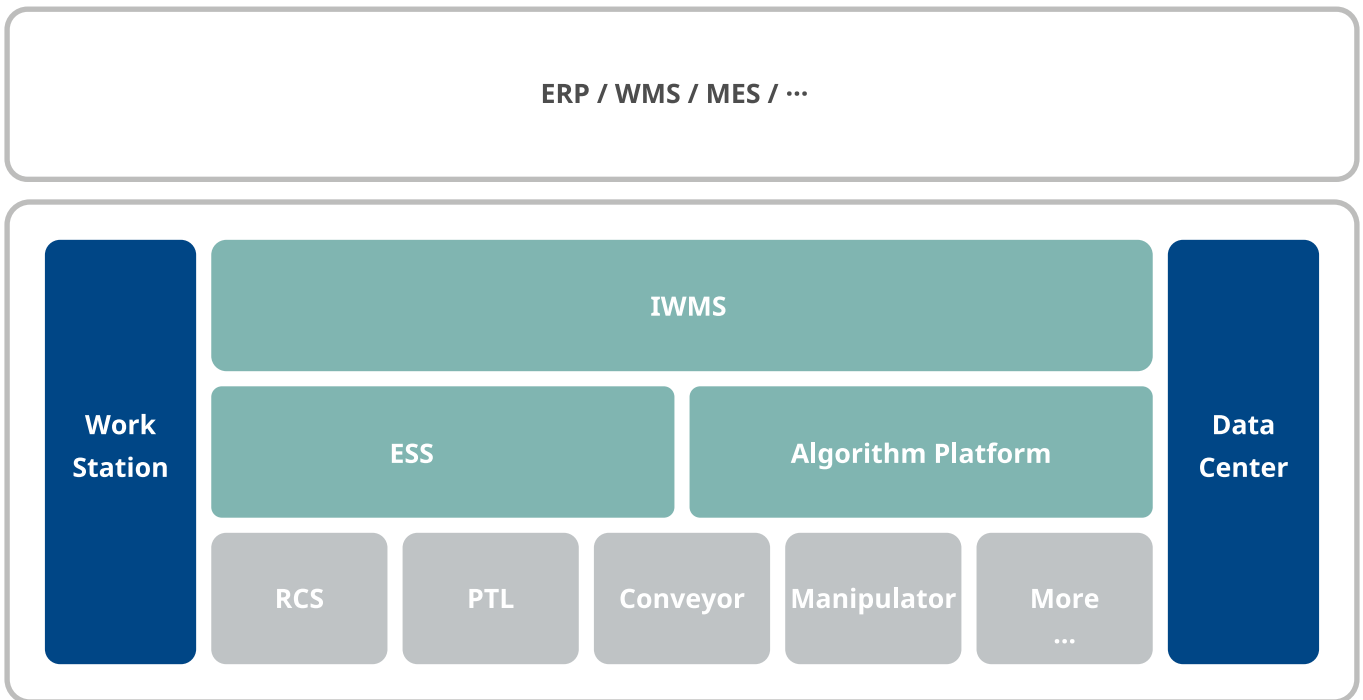 ERP / WMS / MES / ···
IWMS
Work
Station
Data
Center
ESS
Algorithm Platform
RCS
PTL
Conveyor
Manipulator
More
...